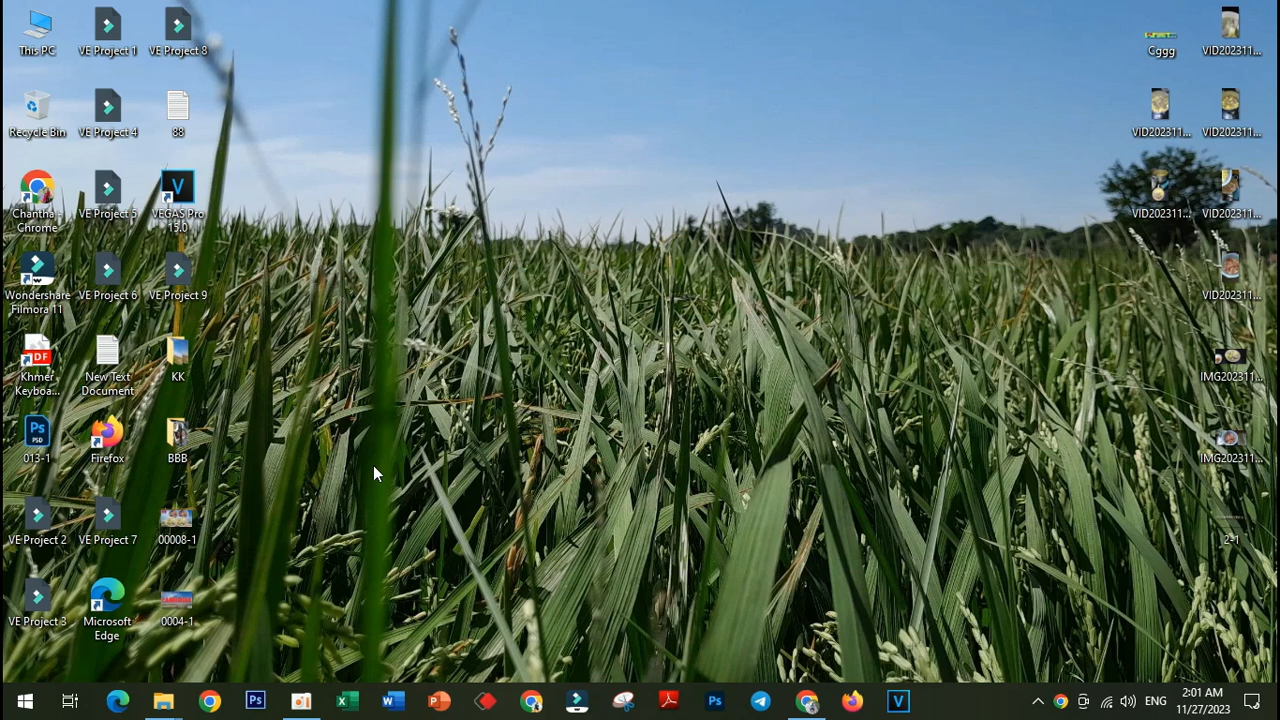 This PC
VE Project 1
VE Project 8
Recycle Bin
VE Project 4
88
Chantha - Chrome
VE Project 5
VEGAS Pro 15.0
Wondershare Filmora 11
VE Project 6
VE Project 9
Khmer Keyboa...
New Text Document
KK
013-1
Firefox
BBB
VE Project 2
VE Project 7
00008-1
VE Project 3
Microsoft Edge
0004-1
Cggg
VID202311...
VID202311...
VID202311...
VID202311...
VID202311...
VID202311...
IMG202311...
IMG202311...
2-1
ENG
2:01 AM
11/27/2023